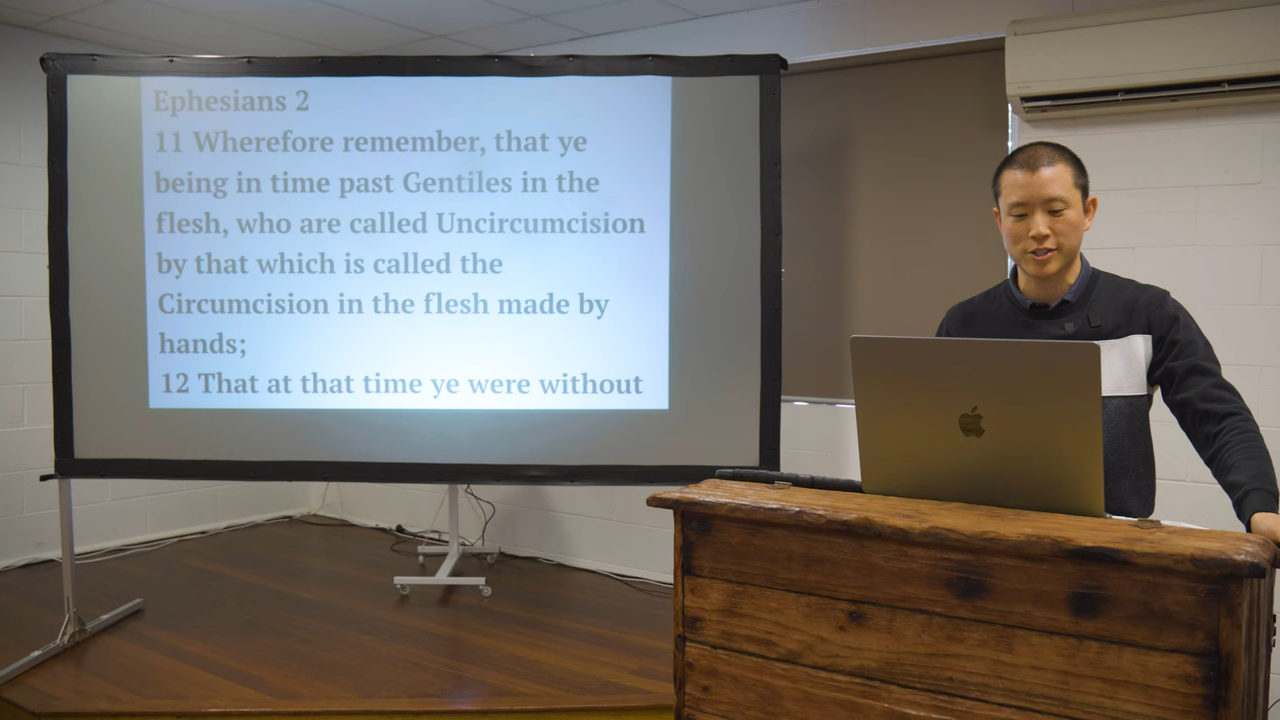 Ephesians 2
11 Wherefore remember, that ye
being in time past Gentiles in the
flesh, who are called Uncircumcision
by that which is called the
Circumcision in the flesh made by
hands;
12 That at that time ye were without